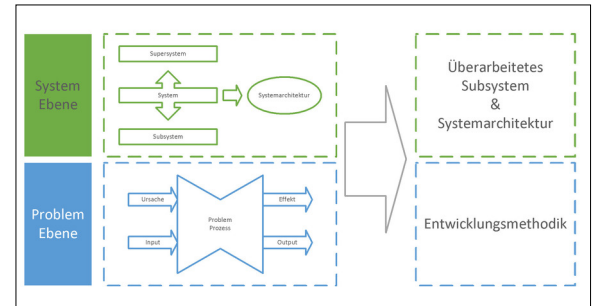 System
Ebene
Supersystem
System
Systemarchitektur
Subsystem
Überarbeitetes
Subsystem
&
Systemarchitektur
Problem
Ebene
Ursache
Effekt
Problem
Prozess
Input
Output
Entwicklungsmethodik